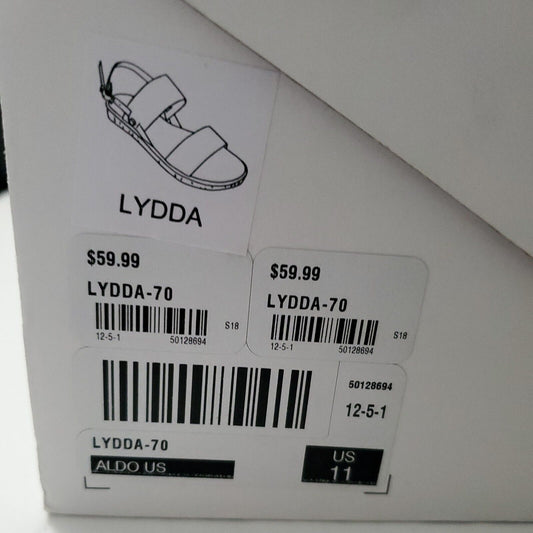 LYDDA
$59.99
LYDDA-70
S18
12-5-1 50128694
$59.99
LYDDA-70
S18
12-5-1 50128694
50128694
12-5-1
LYDDA-70
ALDO US
US
11